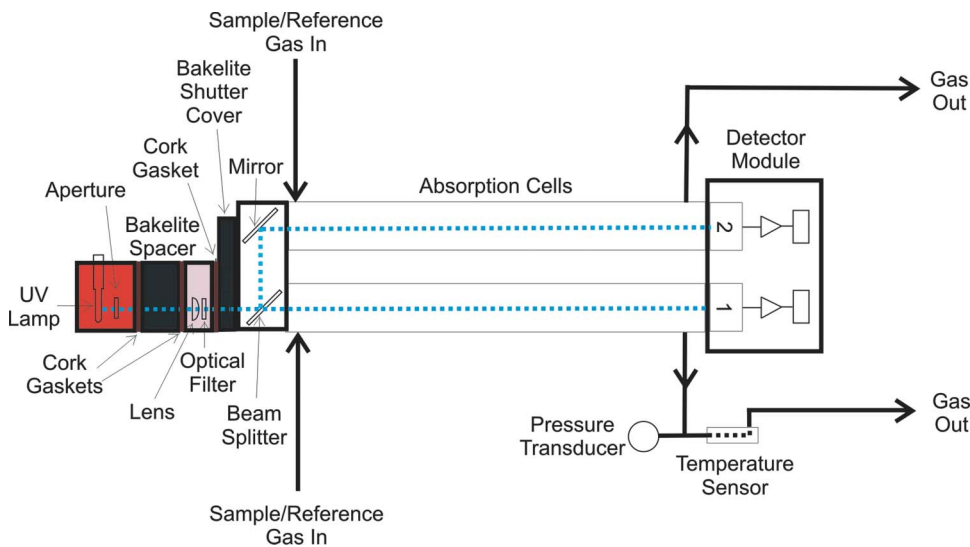 Sample/Reference
Gas In
Bakelite
Shutter
Cover
Cork
Gasket
Mirror
Aperture
Bakelite
Spacer
Absorption Cells
Detector
Module
Gas
Out
2
UV
Lamp
1
Cork
Gaskets
Optical
Filter
Lens
Beam
Splitter
Pressure
Transducer
Temperature
Sensor
Gas
Out
Sample/Reference
Gas In